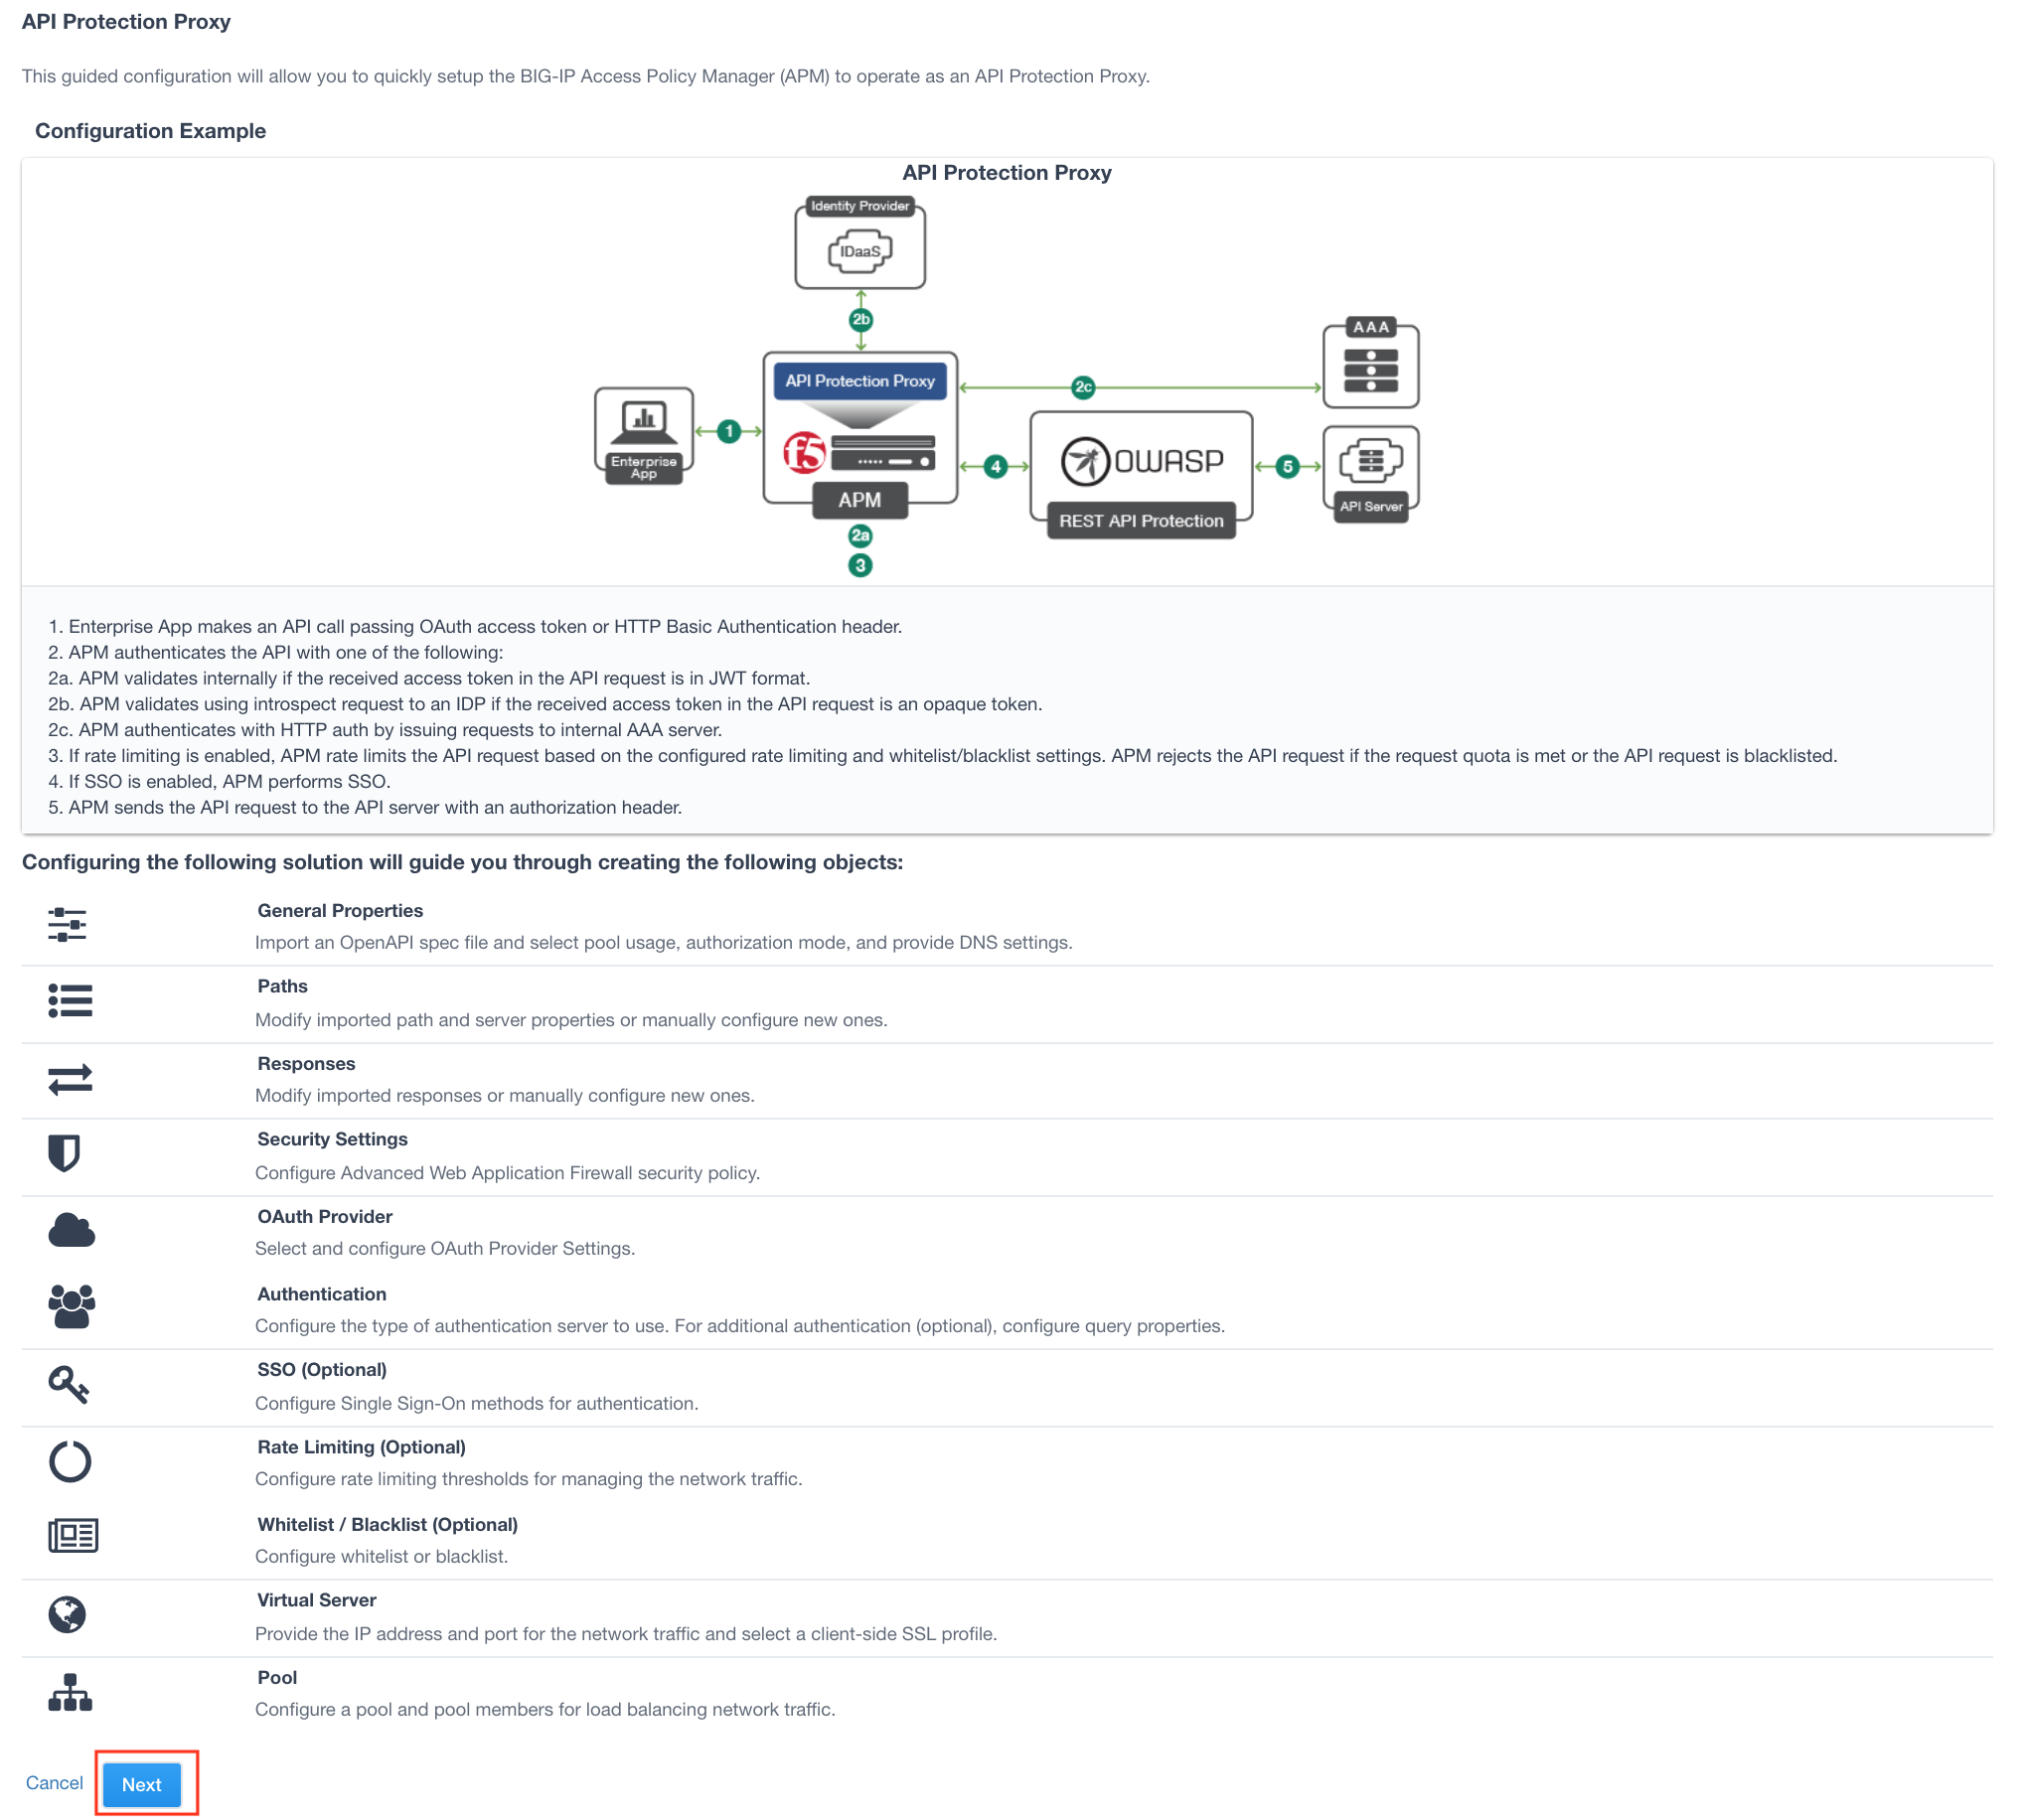 API Protection Proxy
This guided configuration will allow you to quickly setup the BIG-IP Access Policy Manager (APM) to operate as an API Protection Proxy.
Configuration Example
API Protection Proxy
Identity Provider
IDaaS
2b
AAA
API Protection Proxy
2c
1
f5
Enterprise
App
OWASP
4
5
APM
API Server
REST API Protection
2a
3
1. Enterprise App makes an API call passing OAuth access token or HTTP Basic Authentication header.
2. APM authenticates the API with one of the following:
2a. APM validates internally if the received access token in the API request is in JWT format.
2b. APM validates using introspect request to an IDP if the received access token in the API request is an opaque token.
2c. APM authenticates with HTTP auth by issuing requests to internal AAA server.
3. If rate limiting is enabled, APM rate limits the API request based on the configured rate limiting and whitelist/blacklist settings. APM rejects the API request if the request quota is met or the API request is blacklisted.
4. If SSO is enabled, APM performs SSO.
5. APM sends the API request to the API server with an authorization header.
Configuring the following solution will guide you through creating the following objects:
General Properties
Import an OpenAPI spec file and select pool usage, authorization mode, and provide DNS settings.
Paths
Modify imported path and server properties or manually configure new ones.
Responses
Modify imported responses or manually configure new ones.
Security Settings
Configure Advanced Web Application Firewall security policy.
OAuth Provider
Select and configure OAuth Provider Settings.
Authentication
Configure the type of authentication server to use. For additional authentication (optional), configure query properties.
SSO (Optional)
Configure Single Sign-On methods for authentication.
Rate Limiting (Optional)
Configure rate limiting thresholds for managing the network traffic.
Whitelist / Blacklist (Optional)
Configure whitelist or blacklist.
Virtual Server
Provide the IP address and port for the network traffic and select a client-side SSL profile.
Pool
Configure a pool and pool members for load balancing network traffic.
Cancel
Next